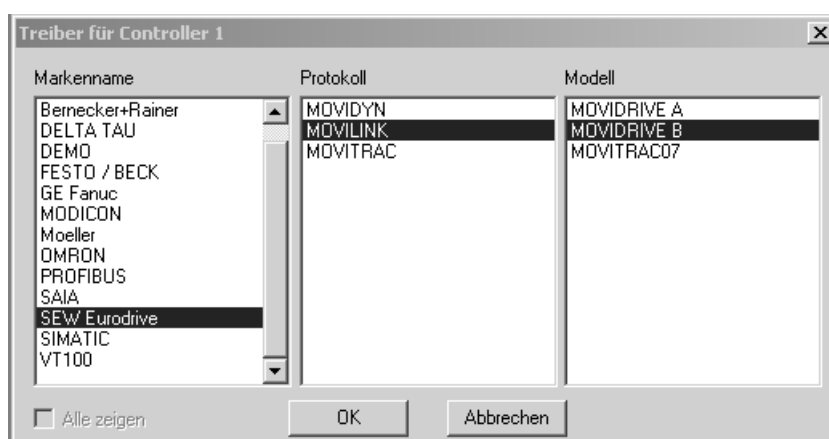 Treiber für Controller 1
Markenname
Protokoll
Modell
Bernecker+Rainer
DELTA TAU
DEMO
FESTO / BECK
GE Fanuc
MODICON
Moeller
OMRON
PROFIBUS
SAIA
SEW Eurodrive
SIMATIC
VT100
MOVIDYN
MOVILINK
MOVITRAC
MOVIDRIVE A
MOVIDRIVE B
MOVITRAC07
Alle zeigen
OK
Abbrechen